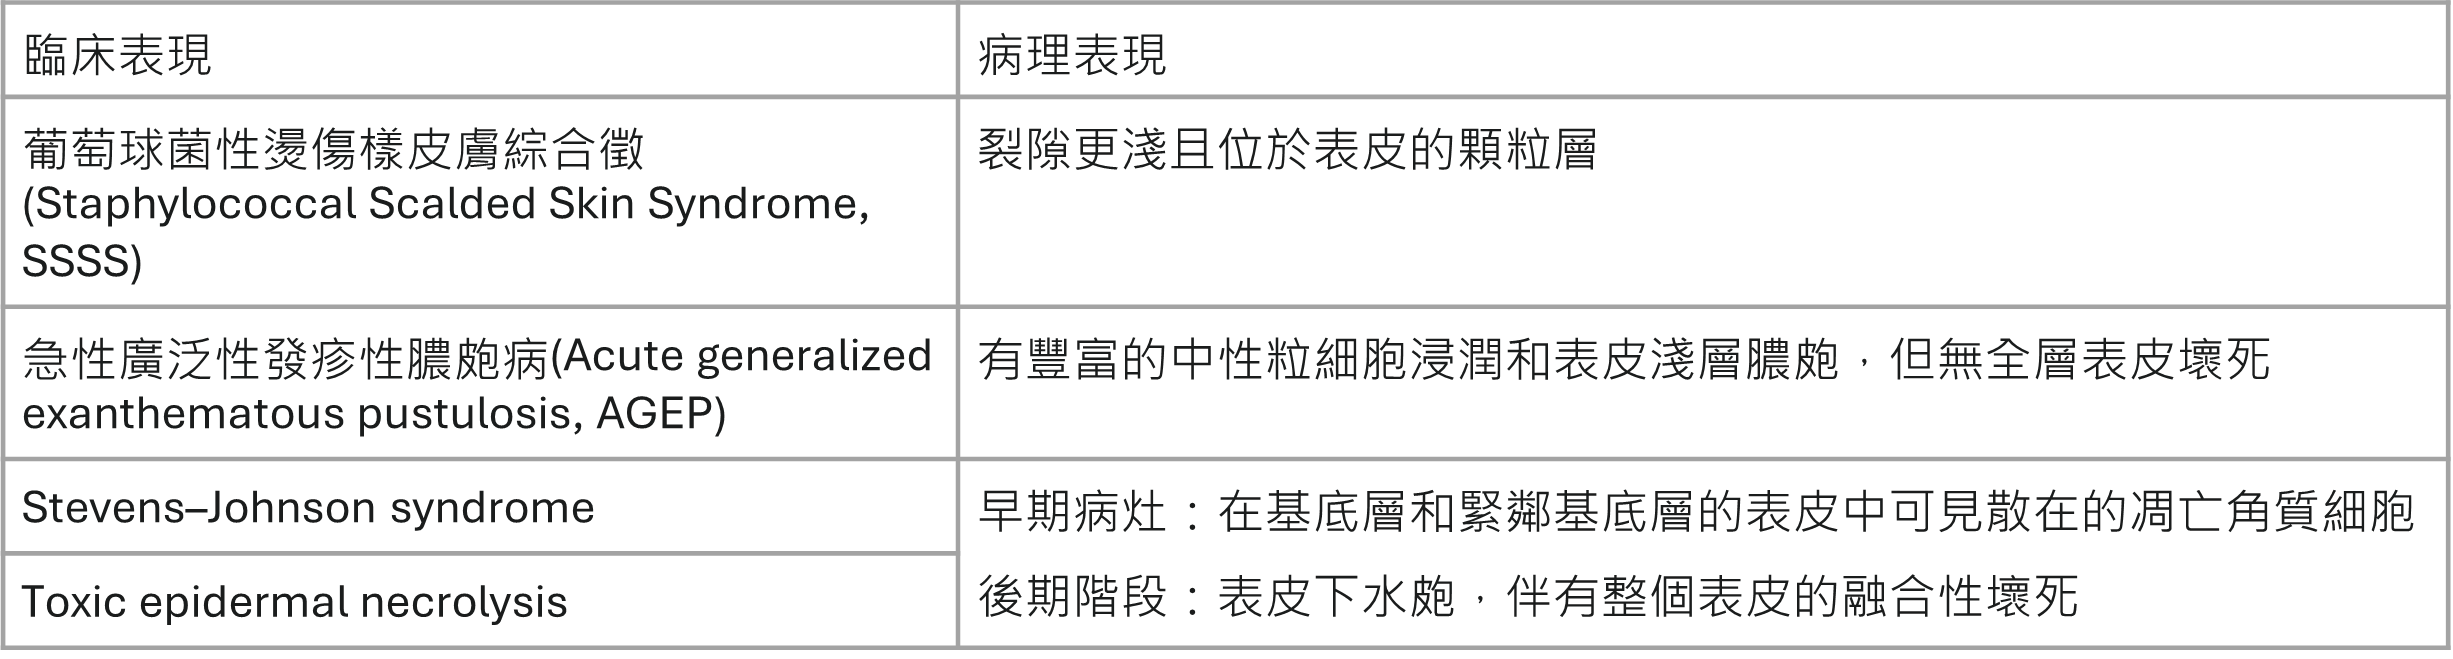 臨床表現
病理表現
葡萄球菌性燙傷樣皮膚綜合徵
(Staphylococcal Scalded Skin Syndrome,
SSSS)
裂隙更淺且位於表皮的顆粒層
急性廣泛性發疹性膿皰病(Acute generalized
exanthematous pustulosis, AGEP)
有豐富的中性粒細胞浸潤和表皮淺層膿皰，但無全層表皮壞死
Stevens–Johnson syndrome
Toxic epidermal necrolysis
早期病灶：在基底層和緊鄰基底層的表皮中可見散在的凋亡角質細胞
後期階段：表皮下水皰，伴有整個表皮的融合性壞死